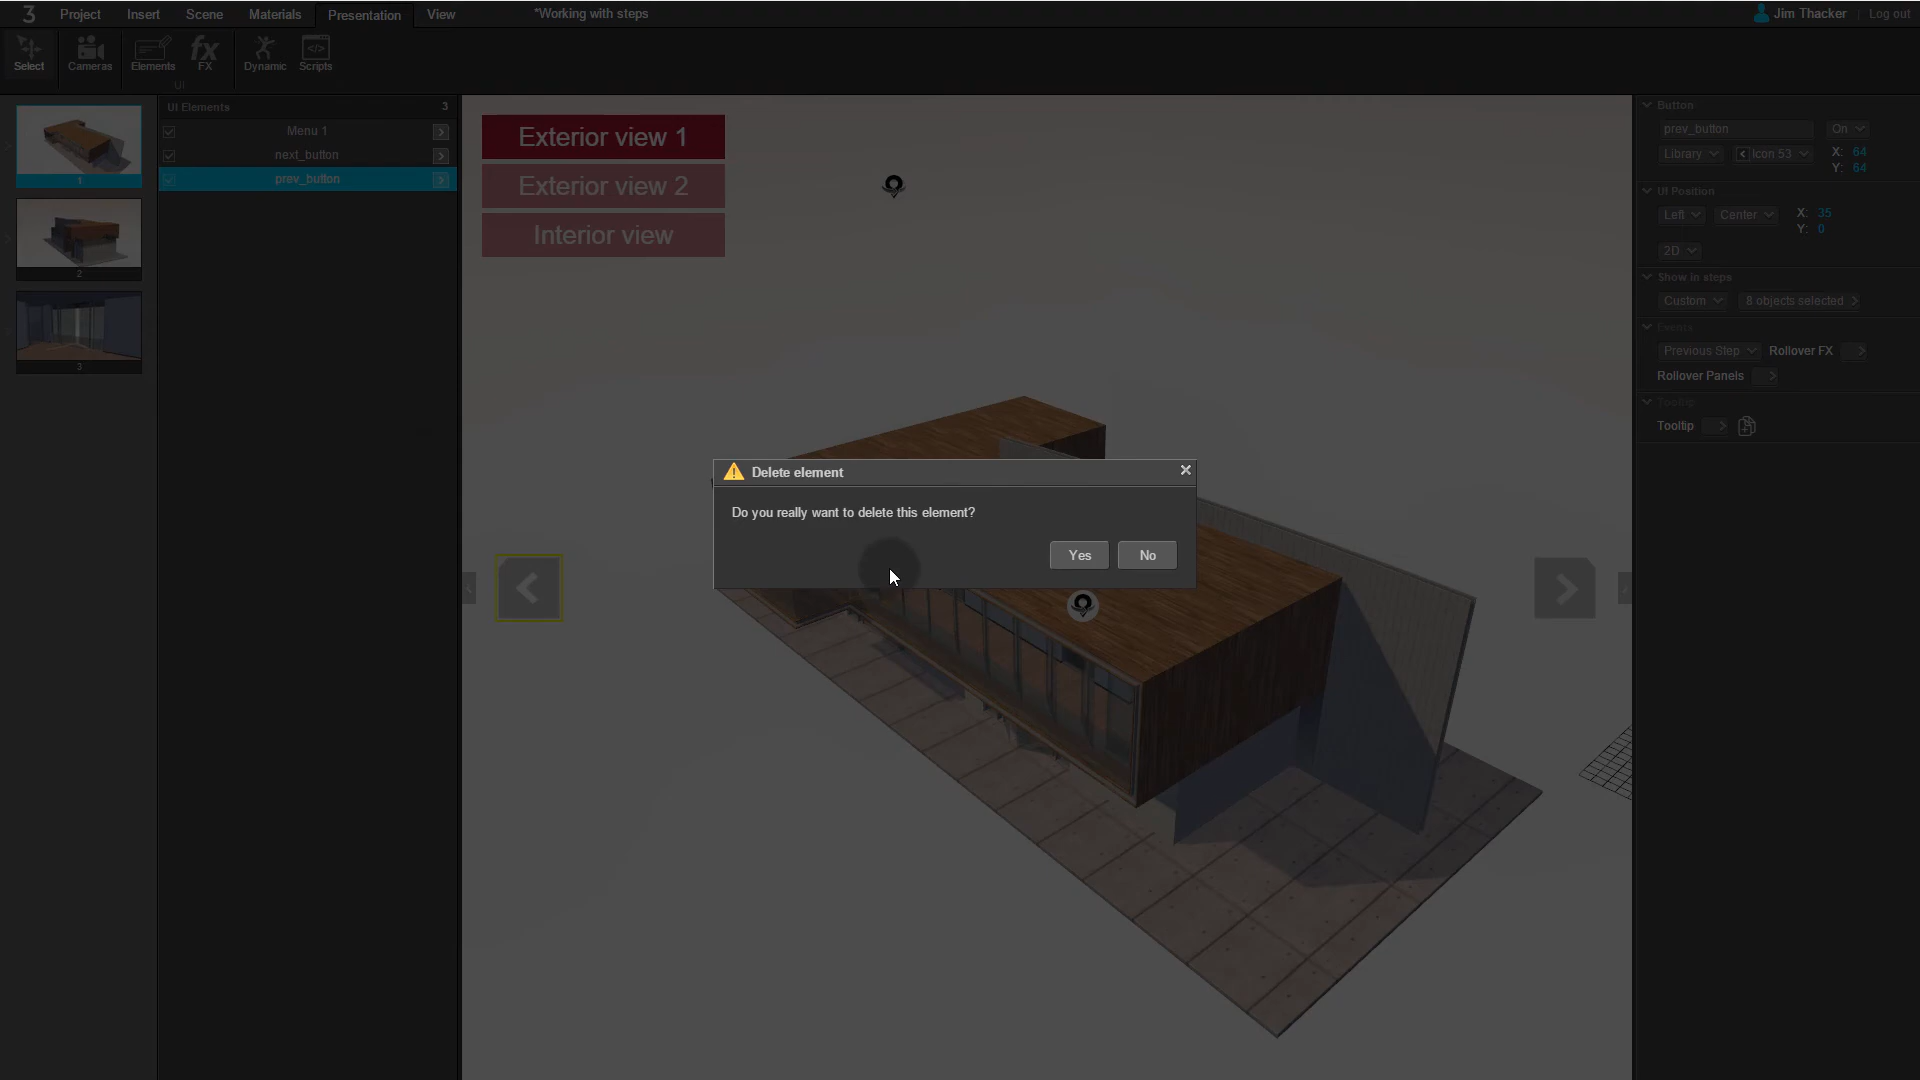 3 Project Insert Scene Materials Presentation View *Working with steps Jim Thacker Log out
Select Cameras Elements fx FX Dynamic </> Scripts
UI
UI Elements 3
Menu 1
next_button
prev_button
1
2
3
Exterior view 1
Exterior view 2
Interior view
Delete element
Do you really want to delete this element?
Yes No
Button
prev_button On
Library Icon 53 X: 64
Y: 64
UI Position
Left Center X: 35
Y: 0
2D
Show in steps
Custom 8 objects selected
Events
Previous Step Rollover FX
Rollover Panels
Tooltip
Tooltip